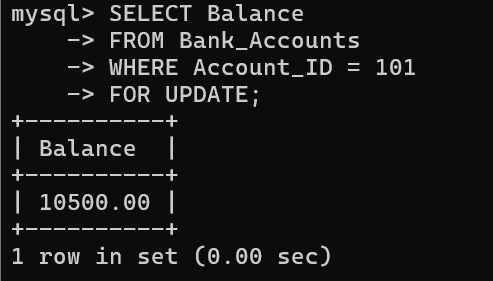 mysql> SELECT Balance
    -> FROM Bank_Accounts
    -> WHERE Account_ID = 101
    -> FOR UPDATE;
+----------+
| Balance  |
+----------+
| 10500.00 |
+----------+
1 row in set (0.00 sec)